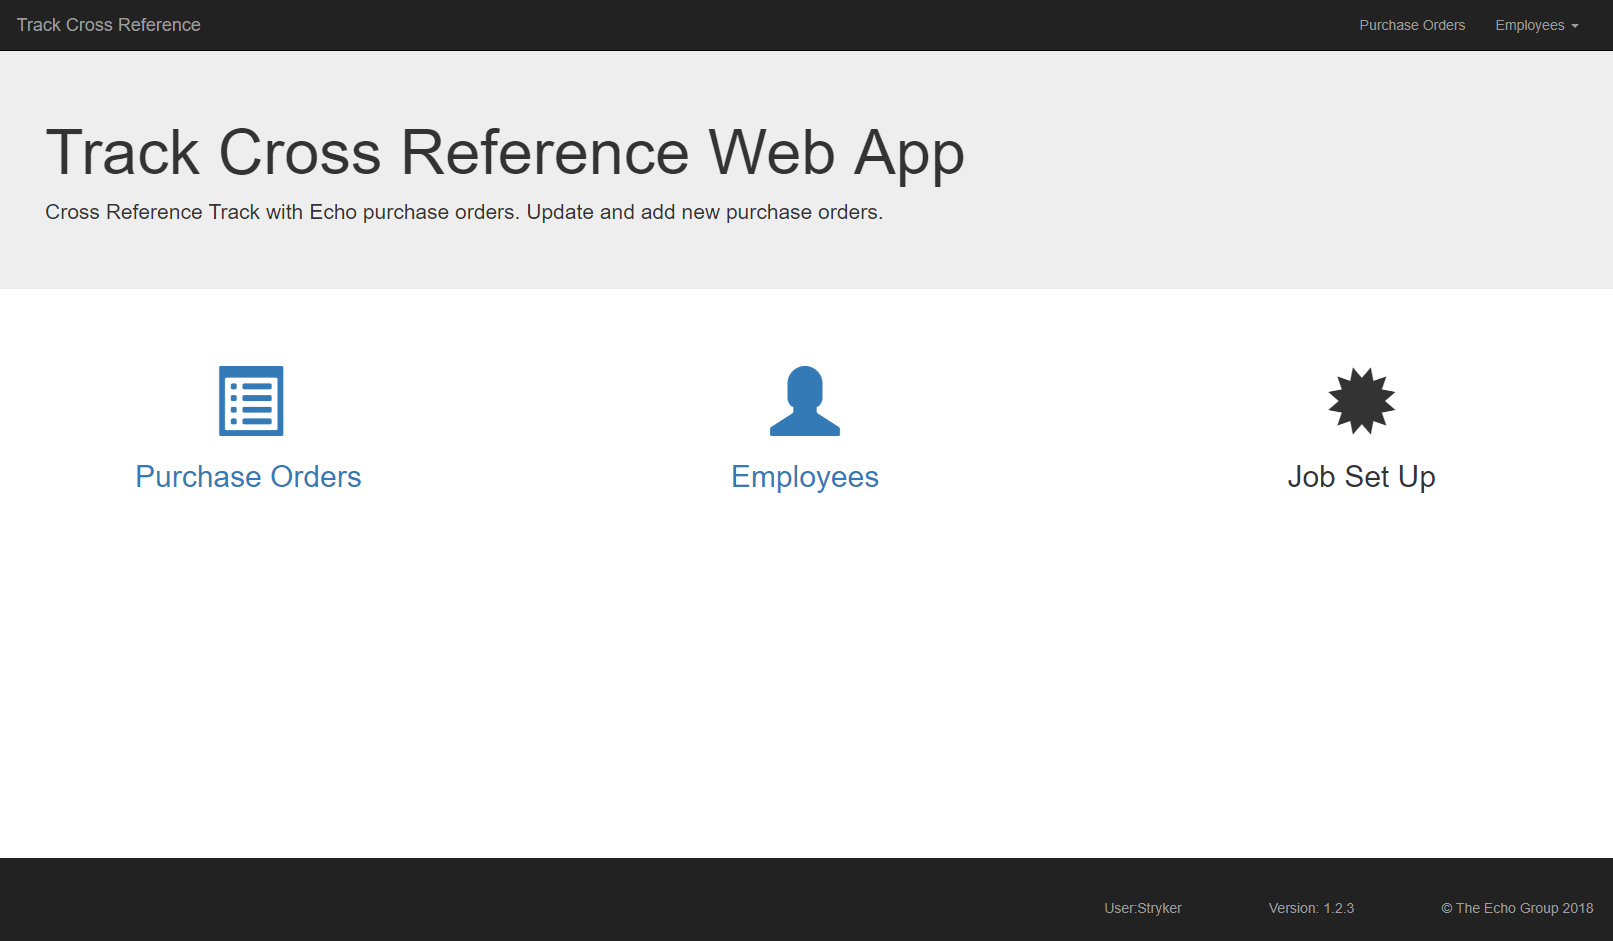 Track Cross Reference
Purchase Orders
Employees
Track Cross Reference Web App
Cross Reference Track with Echo purchase orders. Update and add new purchase orders.
Purchase Orders
Employees
Job Set Up
User:Stryker
Version: 1.2.3
© The Echo Group 2018